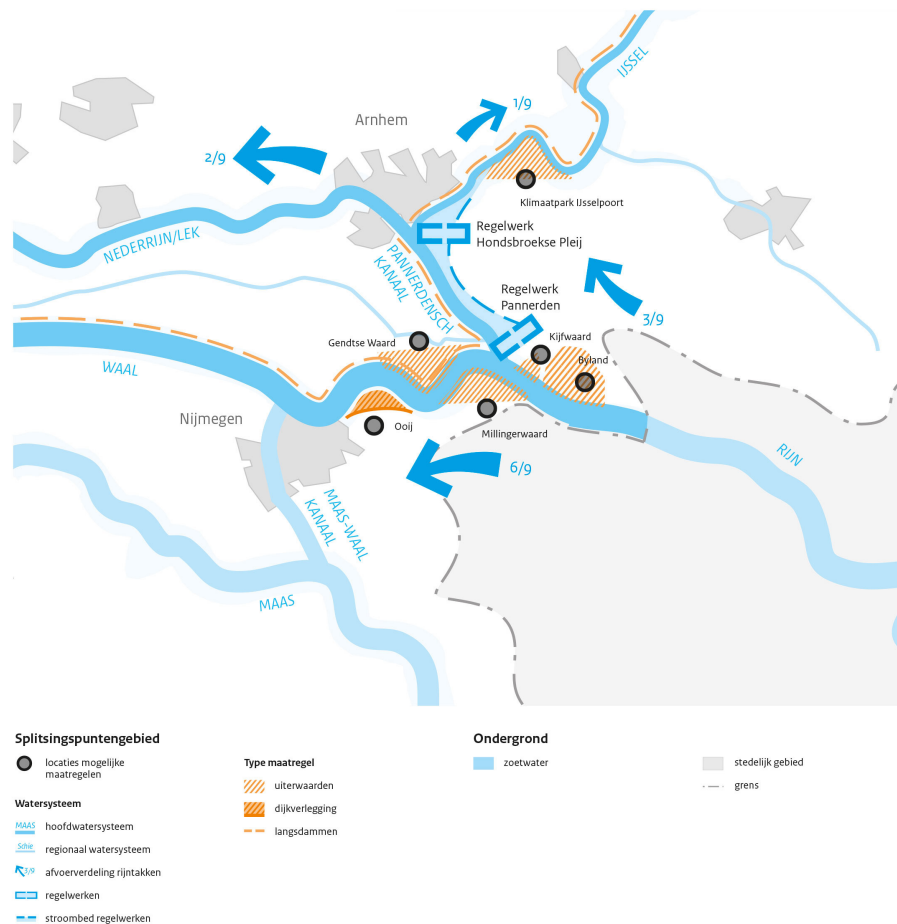 IJSSEL
1/9
Arnhem
2/9
Klimaatpark IJsselpoort
Regelwerk
Hondsbroekse Pleij
NEDERRIJN/LEK
PANNERDENSCH
KANAAL
Regelwerk
Pannerden
3/9
Gendtse Waard
Kijfwaard
Byland
WAAL
Nijmegen
Ooij
Millingerwaard
6/9
RIJN
MAAS-WAAL
KANAAL
MAAS
Splitsingspuntengebied
locaties mogelijke
maatregelen
Watersysteem
MAAS hoofdwatersysteem
Schie regionaal watersysteem
3/9 afvoerverdeling rijntakken
regelwerken
stroombed regelwerken
Type maatregel
uiterwaarden
dijkverlegging
langsdammen
Ondergrond
zoetwater
stedelijk gebied
grens